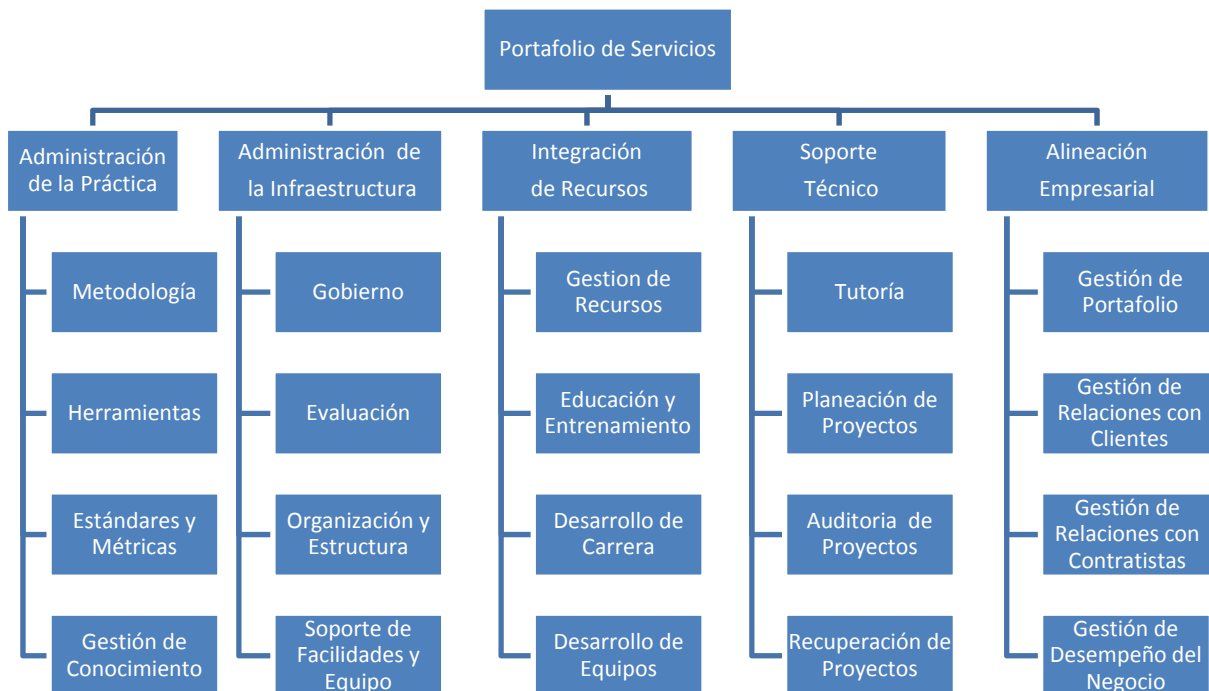 Portafolio de Servicios
Administración
de la Práctica
Metodología
Herramientas
Estándares y
Métricas
Gestión de
Conocimiento
Administración de
la Infraestructura
Gobierno
Evaluación
Organización y
Estructura
Soporte de
Facilidades y
Equipo
Integración
de Recursos
Gestion de
Recursos
Educación y
Entrenamiento
Desarrollo de
Carrera
Desarrollo de
Equipos
Soporte
Técnico
Tutoría
Planeación de
Proyectos
Auditoria de
Proyectos
Recuperación de
Proyectos
Alineación
Empresarial
Gestión de
Portafolio
Gestión de
Relaciones con
Clientes
Gestión de
Relaciones con
Contratistas
Gestión de
Desempeño del
Negocio